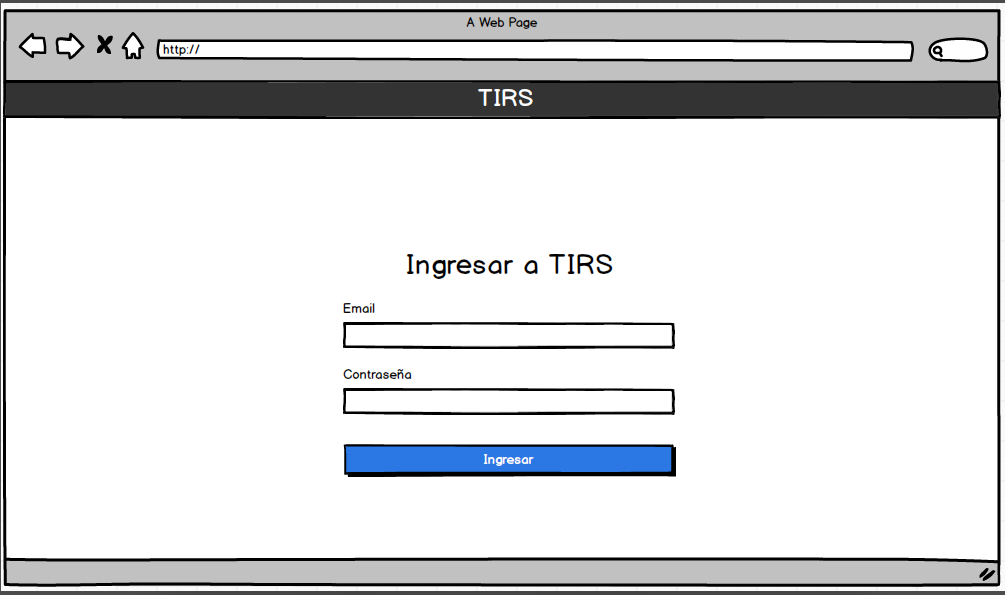 A Web Page
http://
TIRS
Ingresar a TIRS
Email
Contraseña
Ingresar